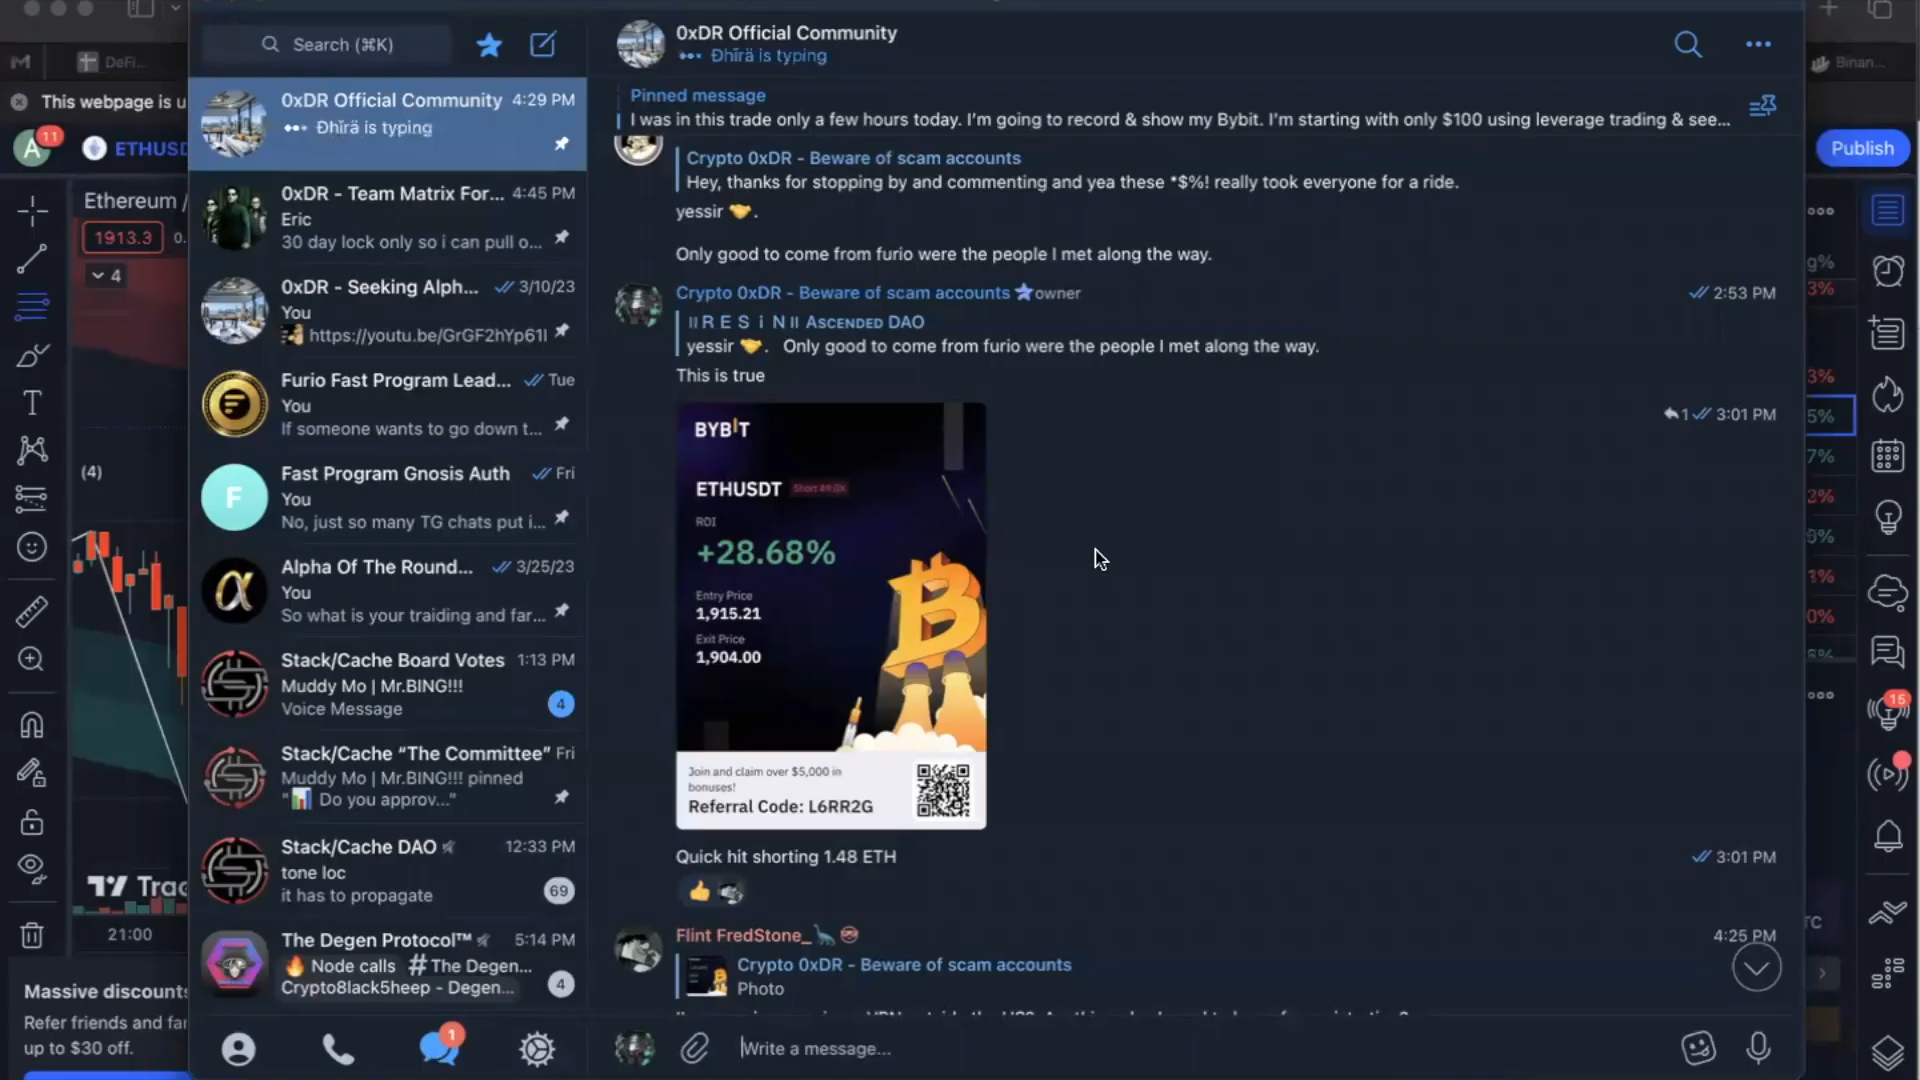 Search (⌘K)
0xDR Official Community 4:29 PM
Ðhïrä is typing
0xDR - Team Matrix For... 4:45 PM
Eric
30 day lock only so i can pull o...
0xDR - Seeking Alph... 3/10/23
You
https://youtu.be/GrGF2hYp61I
Furio Fast Program Lead... Tue
You
If someone wants to go down t...
Fast Program Gnosis Auth Fri
F
You
No, just so many TG chats put i...
Alpha Of The Round... 3/25/23
You
So what is your traiding and far...
Stack/Cache Board Votes 1:13 PM
Muddy Mo | Mr.BING!!!
Voice Message 4
Stack/Cache “The Committee” Fri
Muddy Mo | Mr.BING!!! pinned
"📊 Do you approv..."
Stack/Cache DAO 12:33 PM
tone loc
it has to propagate 69
The Degen Protocol™ 5:14 PM
🔥 Node calls # The Degen...
Crypto8lack5heep - Degen... 4
1
0xDR Official Community
Ðhïrä is typing
Pinned message
I was in this trade only a few hours today. I'm going to record & show my Bybit. I'm starting with only $100 using leverage trading & see...
Crypto 0xDR - Beware of scam accounts
Hey, thanks for stopping by and commenting and yea these *$%! really took everyone for a ride.
yessir 🤝.
Only good to come from furio were the people I met along the way.
Crypto 0xDR - Beware of scam accounts owner 2:53 PM
II R E S i N II ASCENDED DAO
yessir 🤝. Only good to come from furio were the people I met along the way.
This is true
1 3:01 PM
BYBIT
ETHUSDT
ROI
+28.68%
Entry Price
1,915.21
Exit Price
1,904.00
Join and claim over $5,000 in
bonuses!
Referral Code: L6RR2G
Quick hit shorting 1.48 ETH 3:01 PM
Flint FredStone_ 4:25 PM
Crypto 0xDR - Beware of scam accounts
Photo
Write a message...
DeFi...
This webpage is u
A 11
ETHUSD
Ethereum /
1913.3 0.
4
(4)
Trad
21:00
Massive discounts
Refer friends and fa
up to $30 off.
Binan...
Publish
15